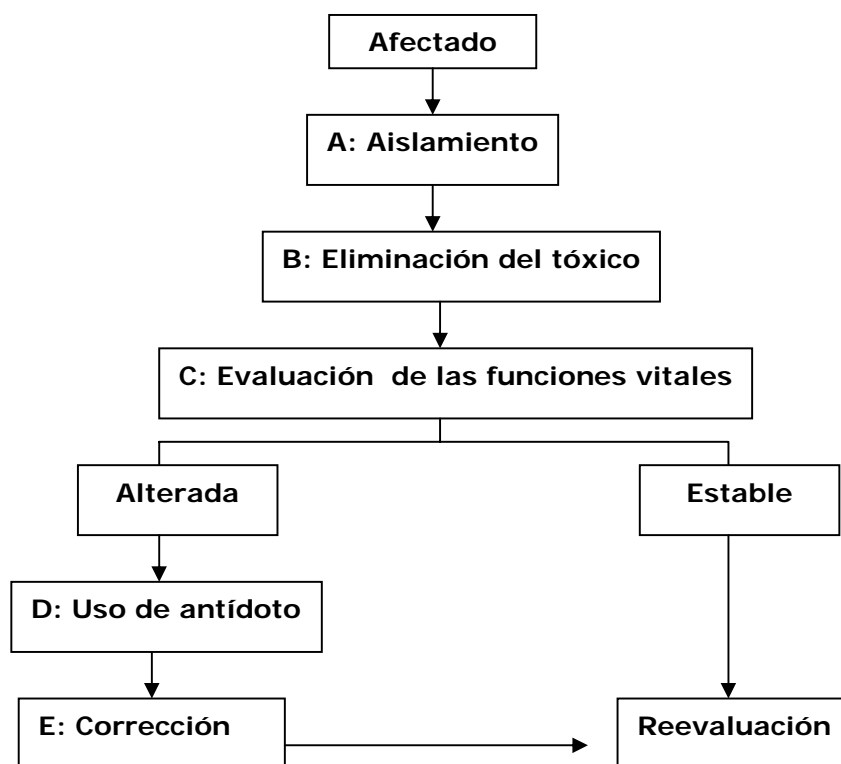 Afectado
A: Aislamiento
B: Eliminación del tóxico
C: Evaluación de las funciones vitales
Alterada
Estable
D: Uso de antídoto
E: Corrección
Reevaluación